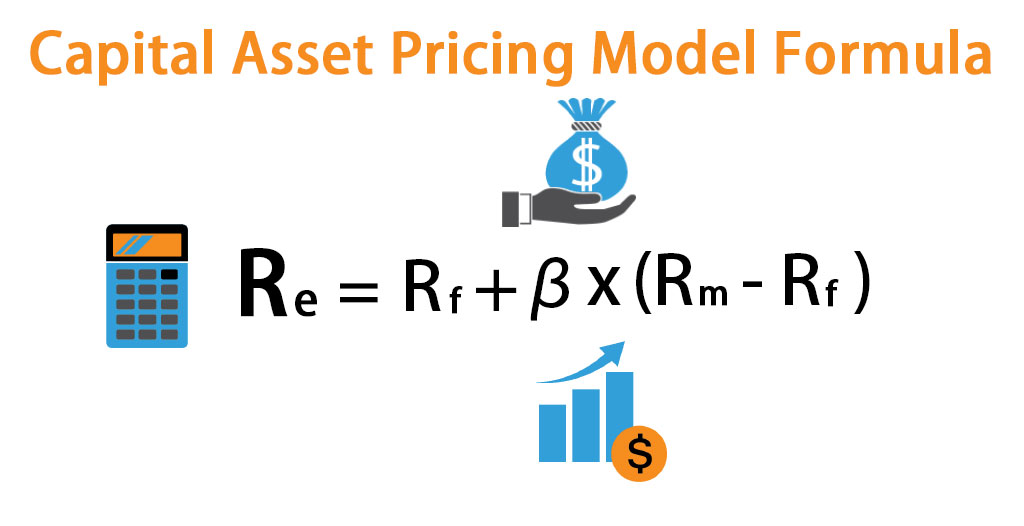 Capital Asset Pricing Model Formula
$
Re = Rf + β x (Rm - Rf )
$